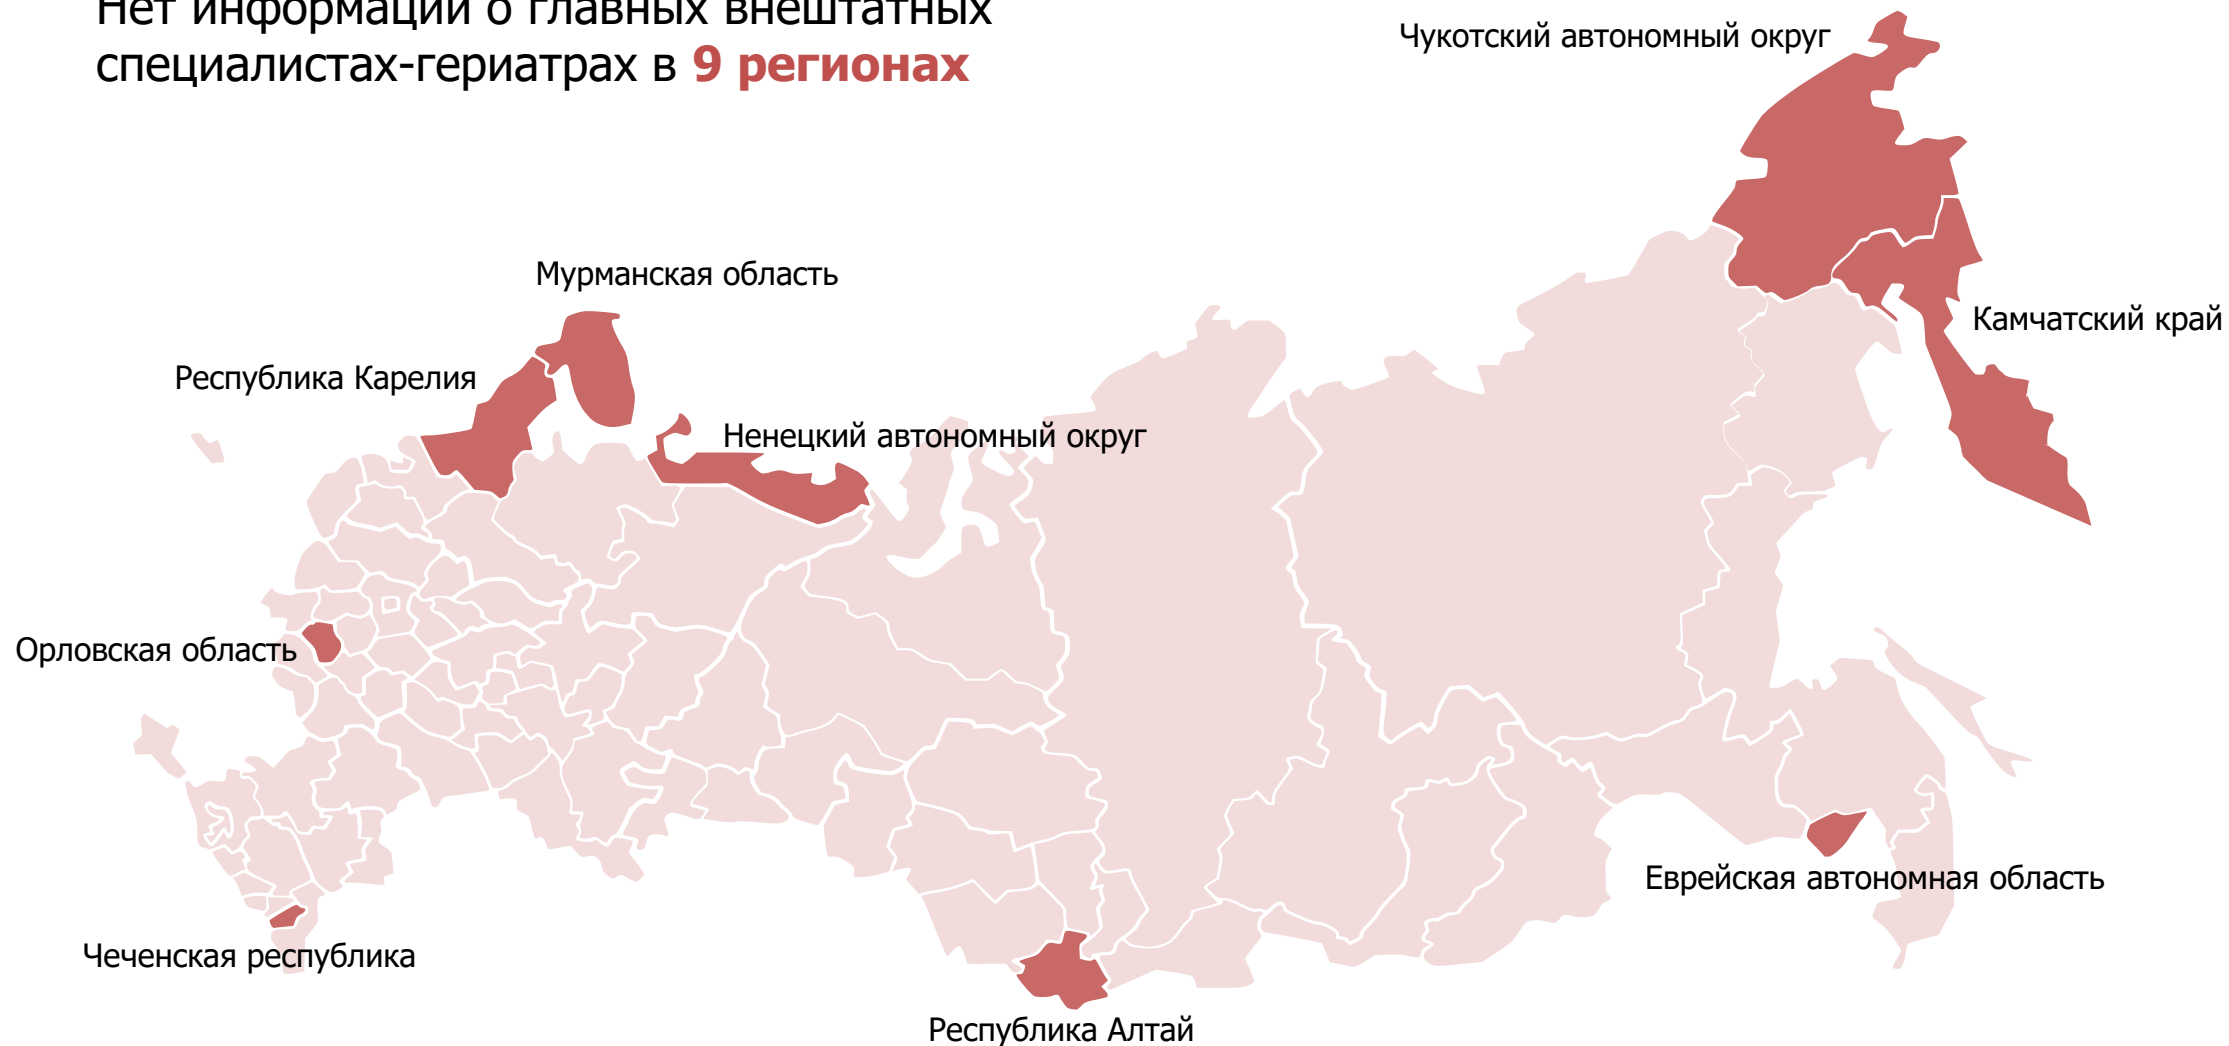 Нет информации о главных внештатных
специалистах-гериатрах в 9 регионах
Чукотский автономный округ
Мурманская область
Камчатский край
Республика Карелия
Ненецкий автономный округ
Орловская область
Еврейская автономная область
Чеченская республика
Республика Алтай